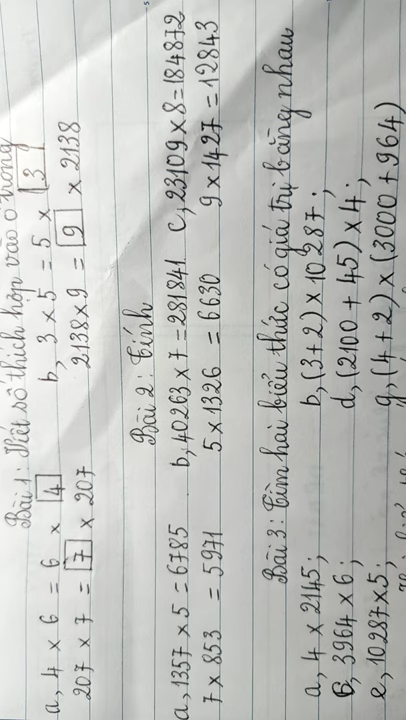 Bài 1: Viết số thích hợp vào ô trống
a, 4 x 6 = 6 x 4 b, 3 x 5 = 5 x 3
207 x 7 = 7 x 207 2138 x 9 = 9 x 2138
Bài 2: Tính
a, 1357 x 5 = 6785 b, 40263 x 7 = 281841 c, 23109 x 8 = 184872
7 x 853 = 5971 5 x 1326 = 6630 9 x 1427 = 12843
Bài 3: Tìm hai biểu thức có giá trị bằng nhau
a, 4 x 2145; b, (3+2) x 10287;
c, 3964 x 6; d, (2100 + 45) x 4;
e, 10287 x 5; g, (4+2) x (3000 + 964)